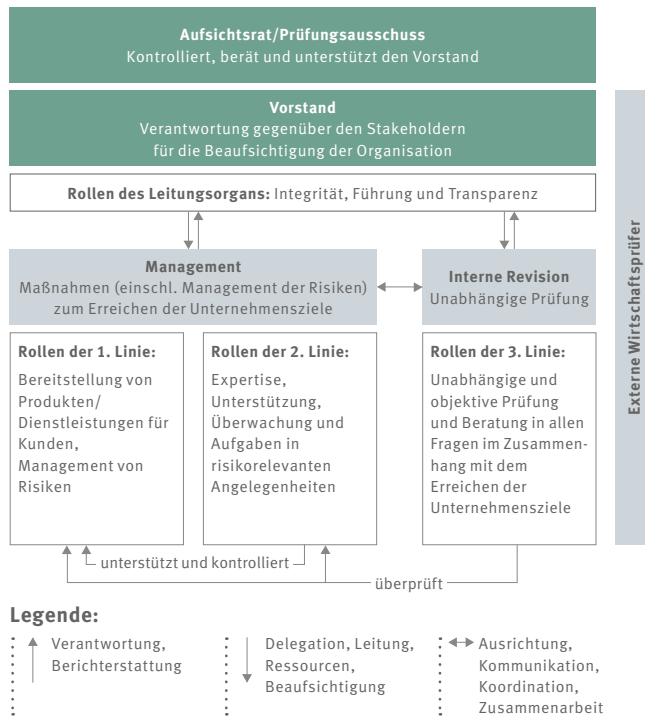 Aufsichtsrat/Prüfungsausschuss
Kontrolliert, berät und unterstützt den Vorstand
Vorstand
Verantwortung gegenüber den Stakeholdern
für die Beaufsichtigung der Organisation
Rollen des Leitungsorgans: Integrität, Führung und Transparenz
Management
Maßnahmen (einschl. Management der Risiken)
zum Erreichen der Unternehmensziele
Interne Revision
Unabhängige Prüfung
Externe Wirtschaftsprüfer
Rollen der 1. Linie:
Bereitstellung von
Produkten/
Dienstleistungen für
Kunden,
Management von
Risiken
Rollen der 2. Linie:
Expertise,
Unterstützung,
Überwachung und
Aufgaben in
risikorelevanten
Angelegenheiten
Rollen der 3. Linie:
Unabhängige und
objektive Prüfung
und Beratung in allen
Fragen im Zusammen-
hang mit dem
Erreichen der
Unternehmensziele
unterstützt und kontrolliert
überprüft
Legende:
Verantwortung,
Berichterstattung
Delegation, Leitung,
Ressourcen,
Beaufsichtigung
Ausrichtung,
Kommunikation,
Koordination,
Zusammenarbeit